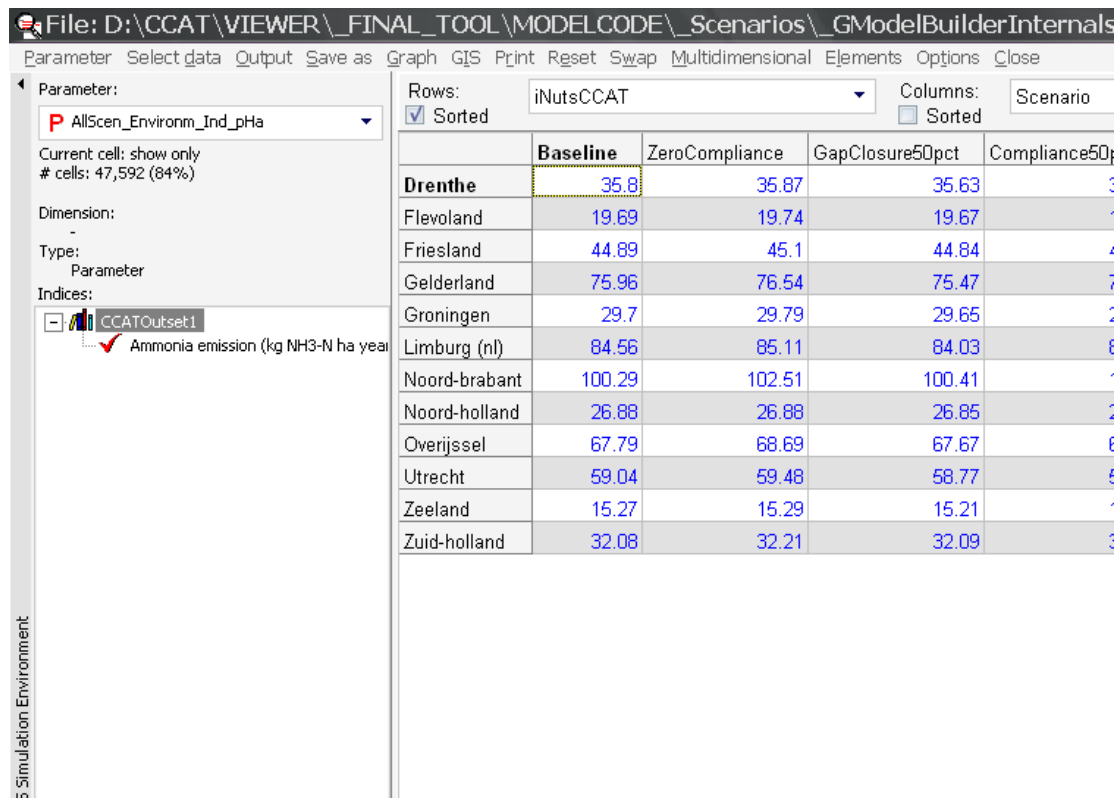 File: D:\CCAT\VIEWER\_FINAL_TOOL\MODELCODE\_Scenarios\_GModelBuilderInternals
Parameter Select data Output Save as Graph GIS Print Reset Swap Multidimensional Elements Options Close
Parameter:
P AllScen_Environm_Ind_pHa
Current cell: show only
# cells: 47,592 (84%)
Dimension:
-
Type:
Parameter
Indices:
CCATOutset1
Ammonia emission (kg NH3-N ha year
Rows: iNutsCCAT Columns: Scenario
Sorted Sorted
Baseline ZeroCompliance GapClosure50pct Compliance50p
Drenthe 35.8 35.87 35.63
Flevoland 19.69 19.74 19.67
Friesland 44.89 45.1 44.84
Gelderland 75.96 76.54 75.47
Groningen 29.7 29.79 29.65
Limburg (nl) 84.56 85.11 84.03
Noord-brabant 100.29 102.51 100.41
Noord-holland 26.88 26.88 26.85
Overijssel 67.79 68.69 67.67
Utrecht 59.04 59.48 58.77
Zeeland 15.27 15.29 15.21
Zuid-holland 32.08 32.21 32.09
Simulation Environment